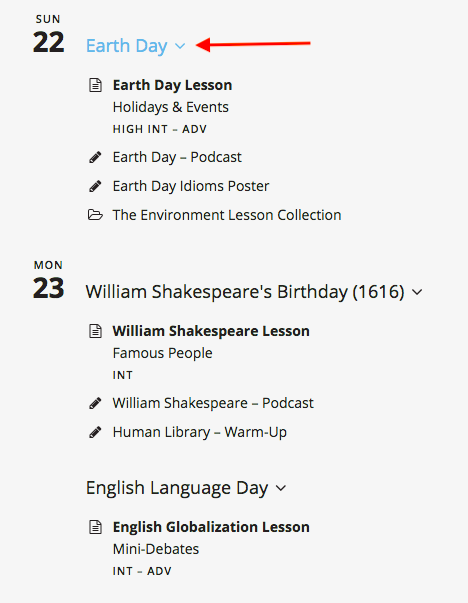 SUN
22
Earth Day
Earth Day Lesson
Holidays & Events
HIGH INT – ADV
Earth Day – Podcast
Earth Day Idioms Poster
The Environment Lesson Collection
MON
23
William Shakespeare's Birthday (1616)
William Shakespeare Lesson
Famous People
INT
William Shakespeare – Podcast
Human Library – Warm-Up
English Language Day
English Globalization Lesson
Mini-Debates
INT – ADV